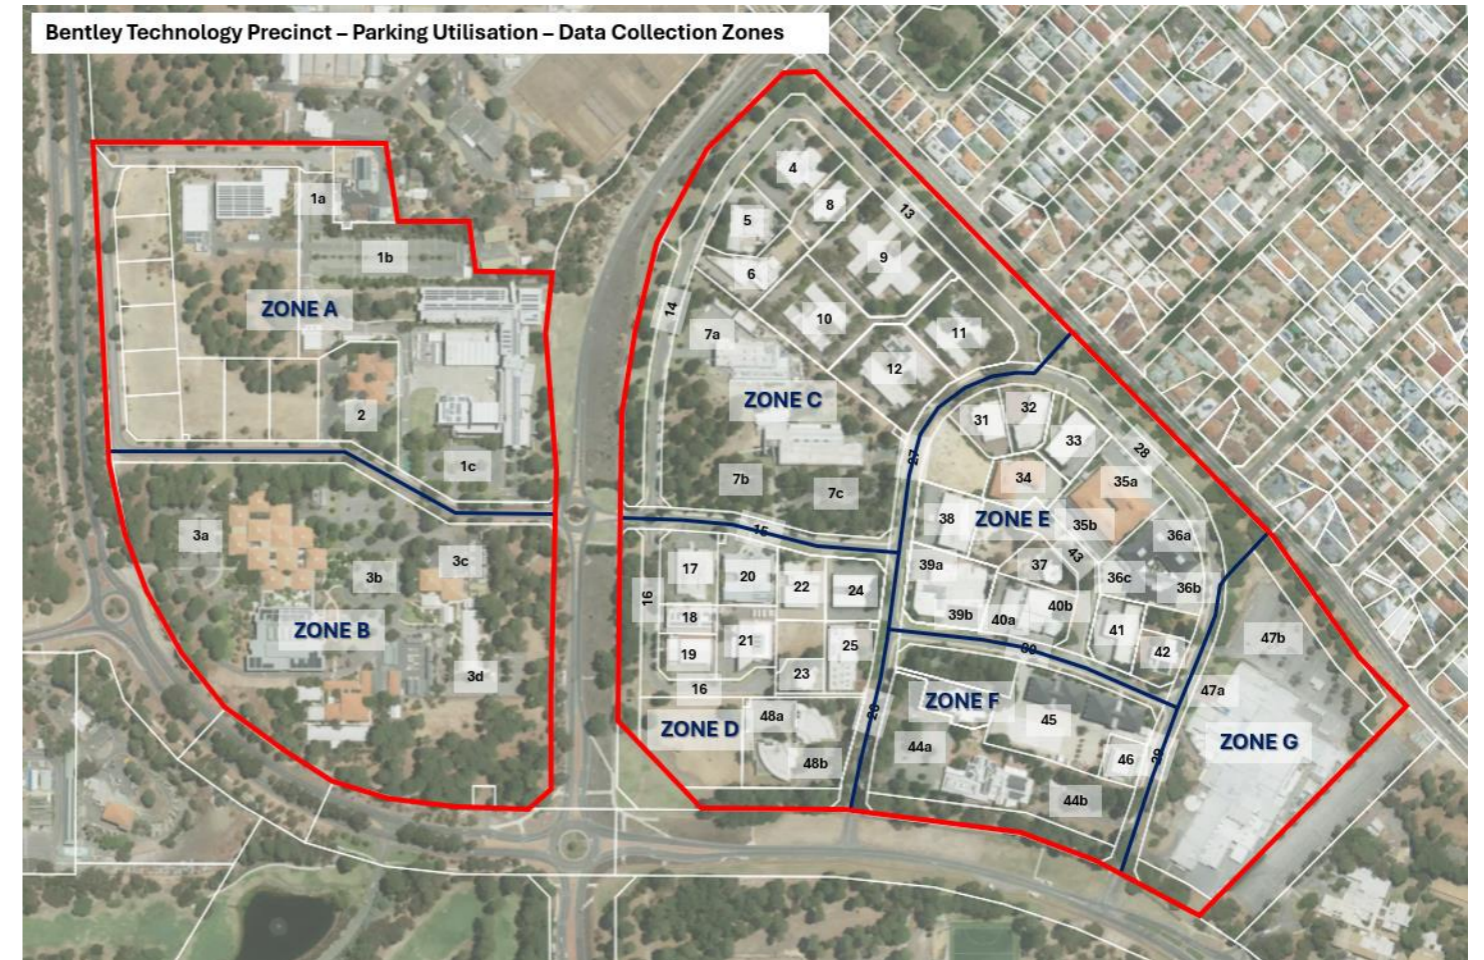 Bentley Technology Precinct – Parking Utilisation – Data Collection Zones
4
1a
8
13
5
1b
9
6
ZONE A
14
10
7a
11
12
ZONE C
2
32
31
33
28
27
1c
7b
34
35a
7c
38
ZONE E
35b
15
3a
36a
43
3c
39a
37
17
20
3b
36c
22
24
36b
16
40b
39b
18
40a
ZONE B
41
47b
21
25
30
19
42
23
3d
16
47a
ZONE F
26
48a
45
ZONE D
ZONE G
44a
29
46
48b
44b